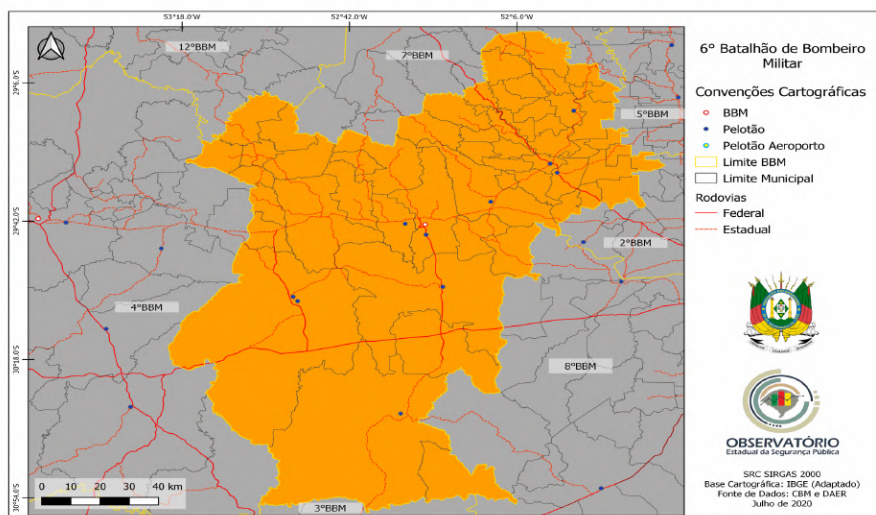 53°18.0'S
52°42.0'S
52°6.0'S
12°BBM
7°BBM
29°6.0'S
5°BBM
29°42.0'S
2°BBM
4°BBM
30°18.0'S
8°BBM
30°54.0'S
0 10 20 30 40 km
3°BBM
6° Batalhão de Bombeiro
Militar
Convenções Cartográficas
BBM
Pelotão
Pelotão Aeroporto
Limite BBM
Limite Municipal
Rodovias
Federal
Estadual
OBSERVATÓRIO
Estadual da Segurança Pública
SRC SIRGAS 2000
Base Cartográfica: IBGE (Adaptado)
Fonte de Dados: CBM e DAER
Julho de 2020